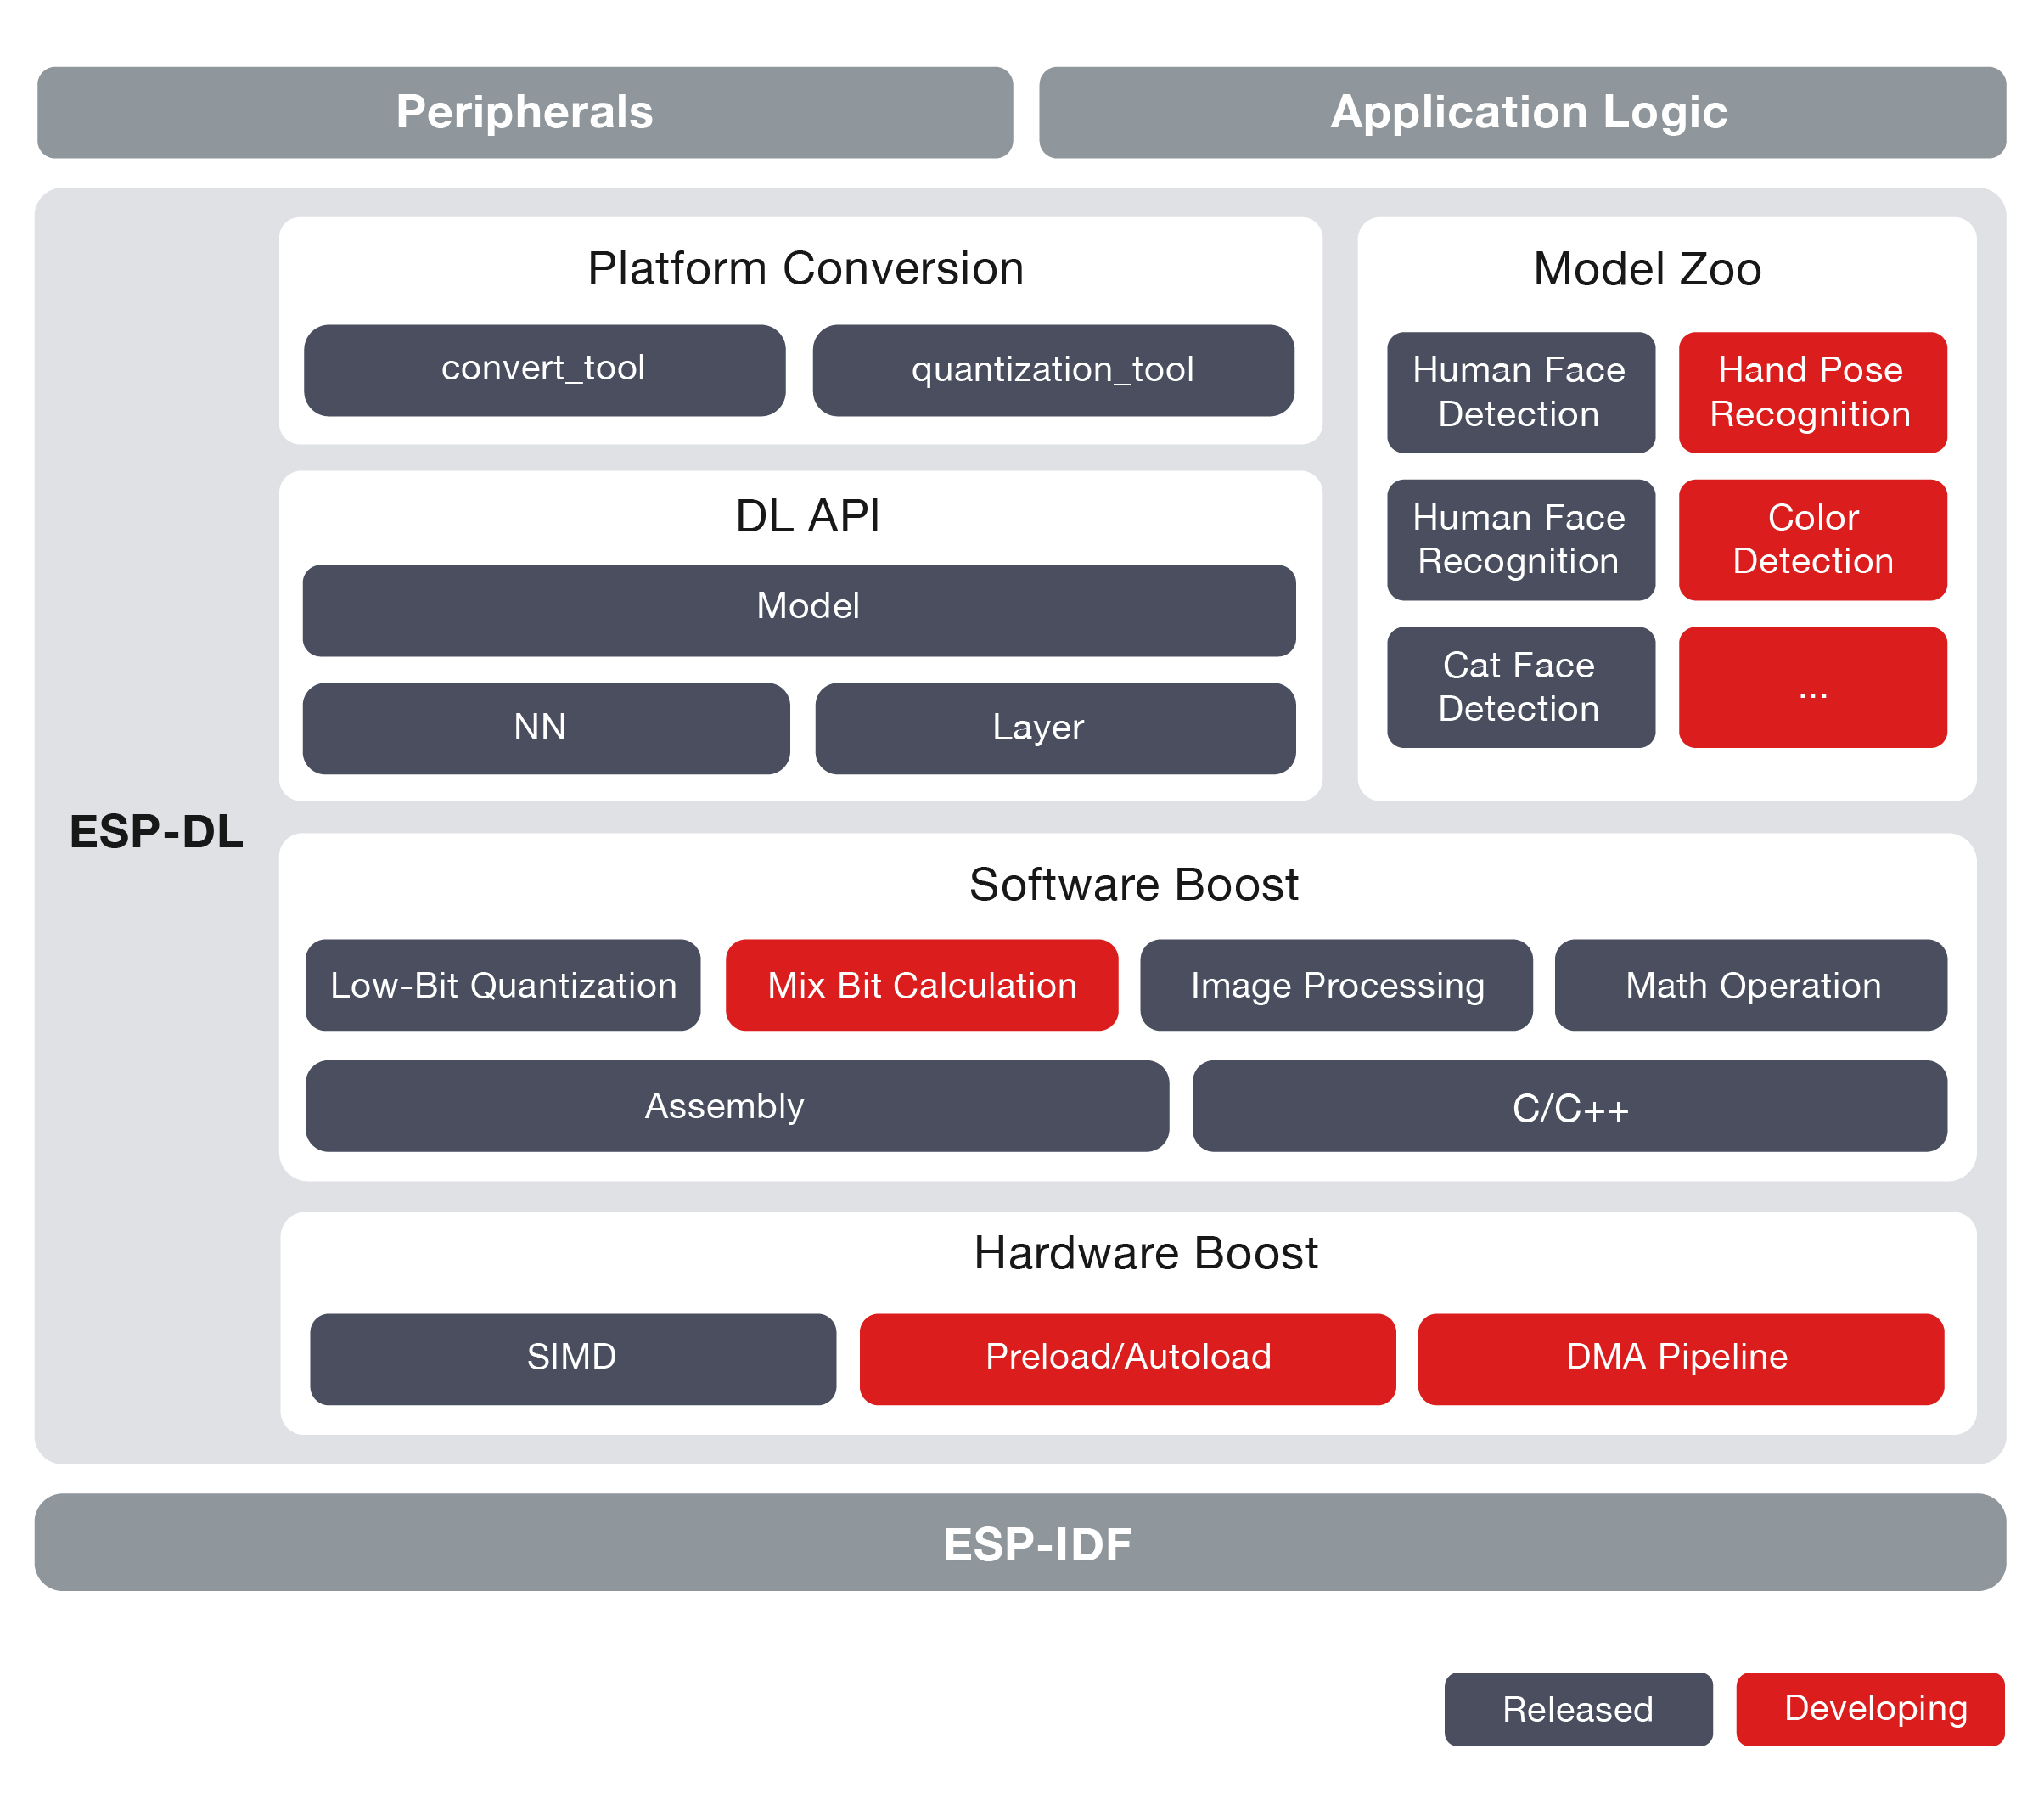 Peripherals
Application Logic
Platform Conversion
convert_tool
quantization_tool
Model Zoo
Human Face
Detection
Hand Pose
Recognition
Human Face
Recognition
Color
Detection
Cat Face
Detection
...
DL API
Model
NN
Layer
ESP-DL
Software Boost
Low-Bit Quantization
Mix Bit Calculation
Image Processing
Math Operation
Assembly
C/C++
Hardware Boost
SIMD
Preload/Autoload
DMA Pipeline
ESP-IDF
Released
Developing